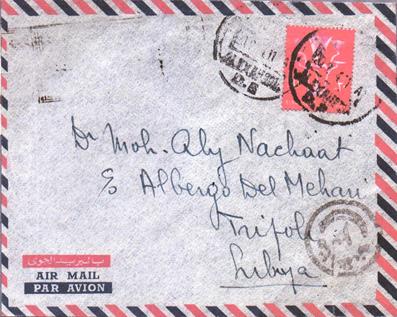 Dr Moh. Aly Nachaat
c/o Albergo Del Mehari
Tripoli
Libya
بالبريد الجوى
AIR MAIL
PAR AVION